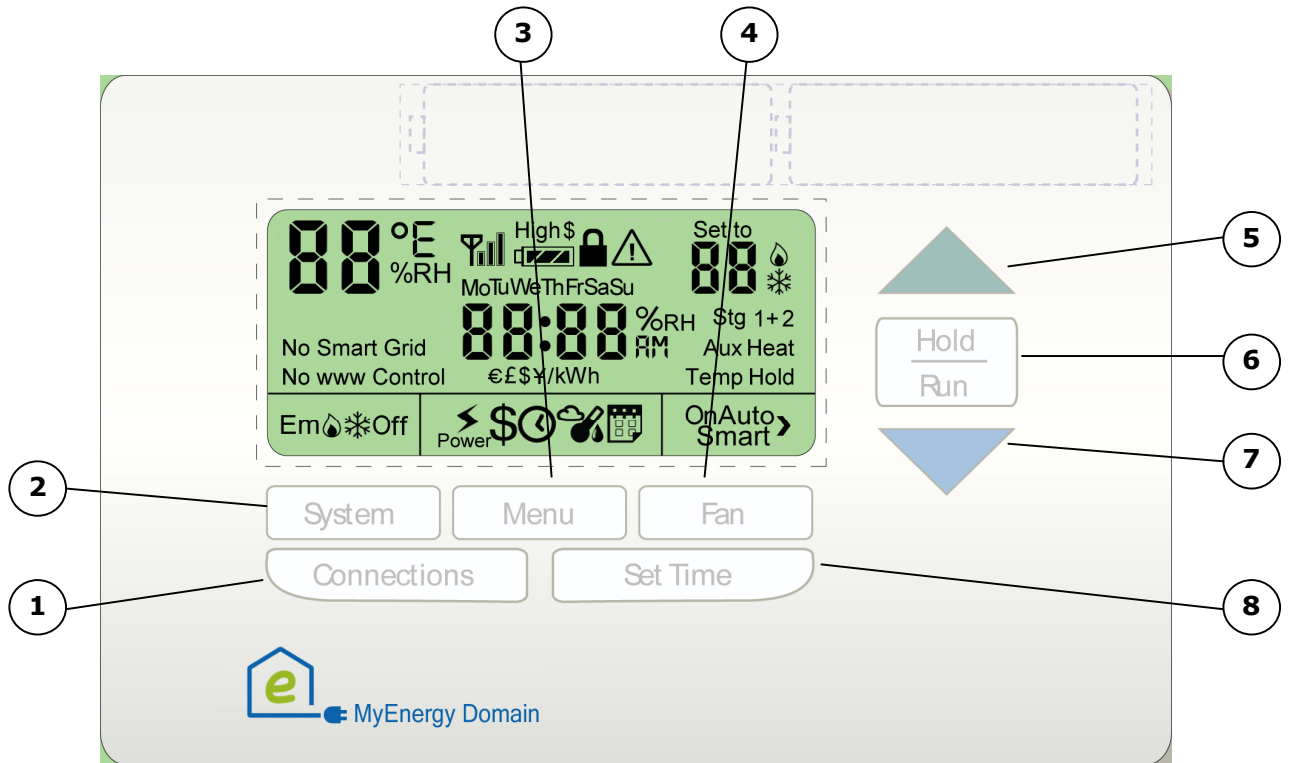 3
4
88 °E
%RH
High $
Set to
88
MoTuWeThFrSaSu
88:88 %RH
AM
Stg 1+2
No Smart Grid
Aux Heat
No www Control
€£$¥/kWh
Temp Hold
Em Off
Power $
OnAuto
Smart ›
5
Hold
Run
6
7
2
System
Menu
Fan
1
Connections
Set Time
8
e
MyEnergy Domain